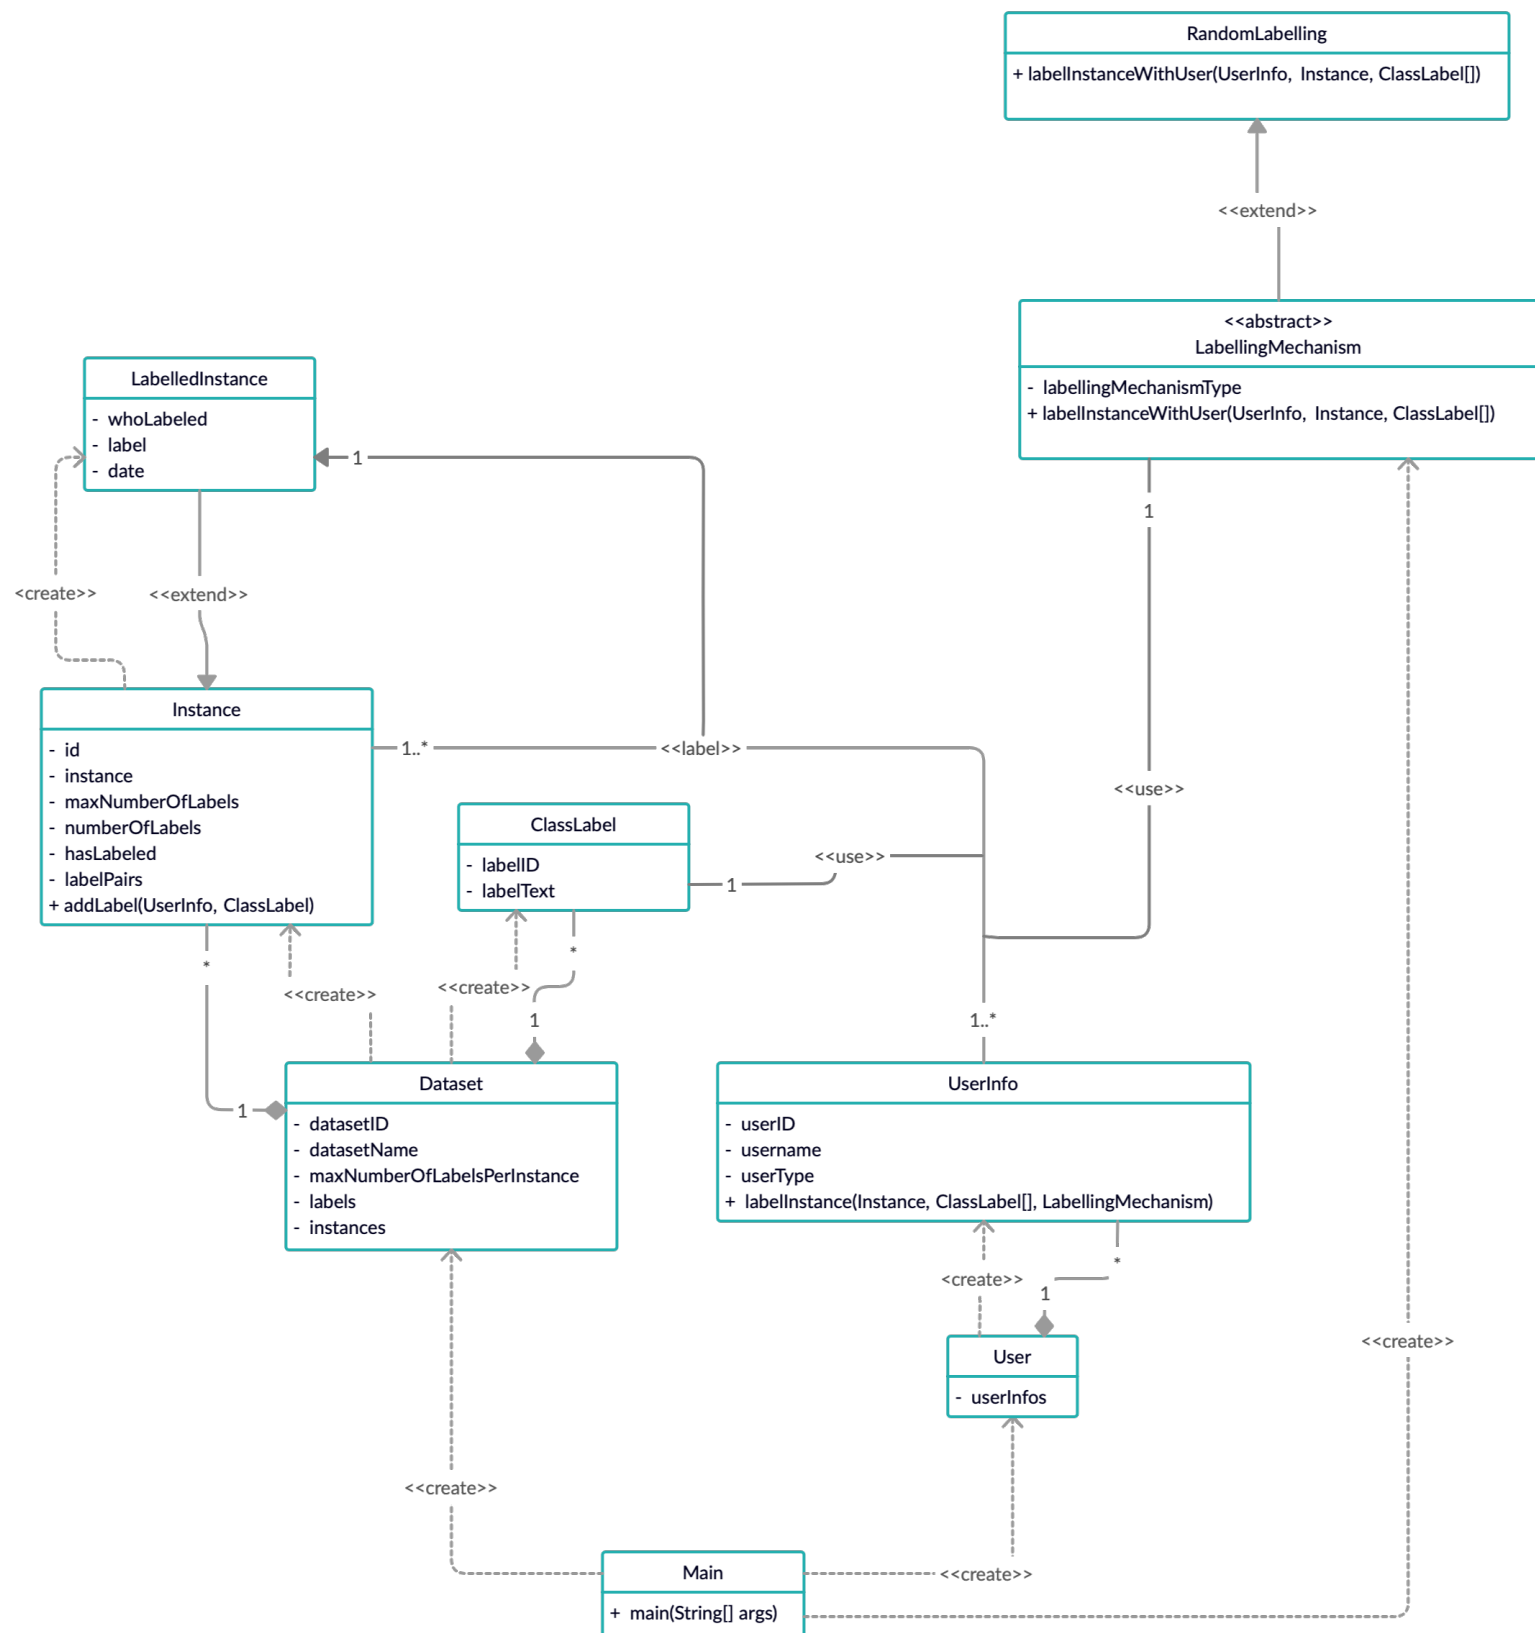 RandomLabelling
+ labelInstanceWithUser(UserInfo, Instance, ClassLabel[])
<<extend>>
<<abstract>>
LabellingMechanism
- labellingMechanismType
+ labelInstanceWithUser(UserInfo, Instance, ClassLabel[])
LabelledInstance
- whoLabeled
- label
- date
1
1
<create>>
<<extend>>
Instance
- id
- instance
- maxNumberOfLabels
- numberOfLabels
- hasLabeled
- labelPairs
+ addLabel(UserInfo, ClassLabel)
1..*
<<label>>
<<use>>
ClassLabel
- labelID
- labelText
1
<<use>>
*
<<create>>
<<create>>
*
1
1..*
1
Dataset
- datasetID
- datasetName
- maxNumberOfLabelsPerInstance
- labels
- instances
UserInfo
- userID
- username
- userType
+ labelInstance(Instance, ClassLabel[], LabellingMechanism)
<create>>
*
1
User
- userInfos
<<create>>
<<create>>
<<create>>
Main
+ main(String[] args)